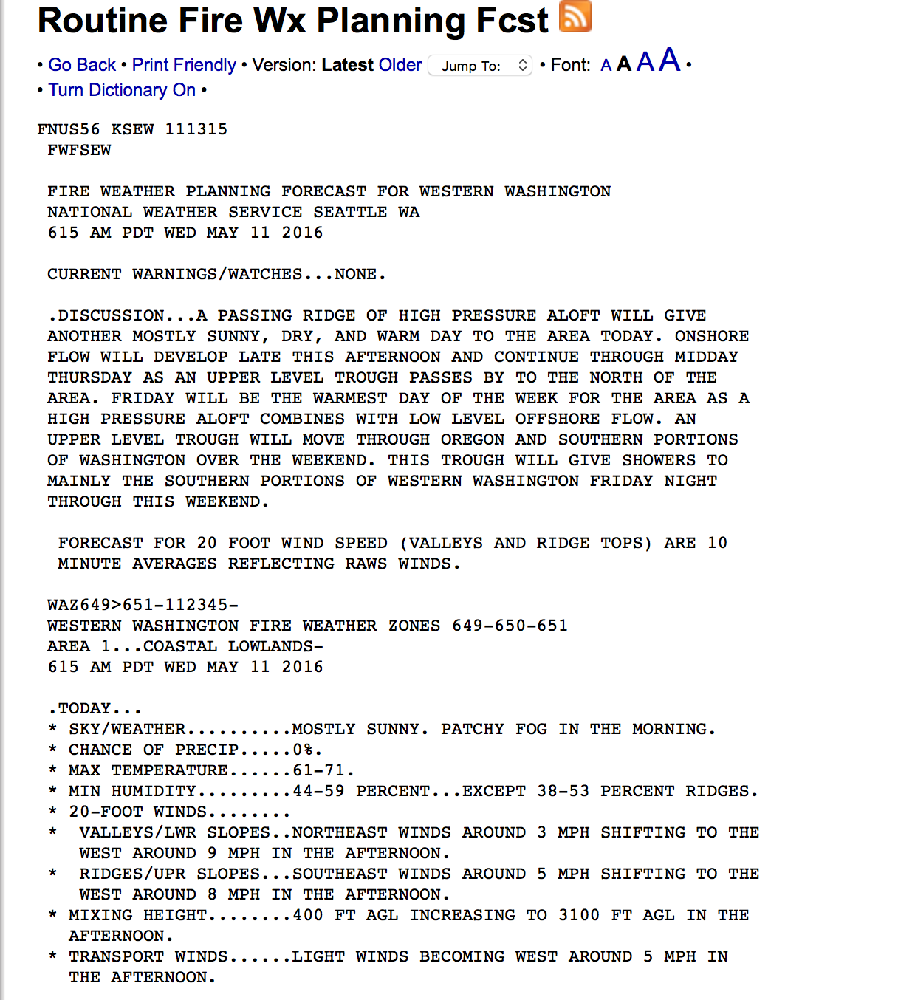 Routine Fire Wx Planning Fcst
• Go Back • Print Friendly • Version: Latest Older Jump To: • Font: A A A A •
• Turn Dictionary On •
FNUS56 KSEW 111315
FWFSEW
FIRE WEATHER PLANNING FORECAST FOR WESTERN WASHINGTON
NATIONAL WEATHER SERVICE SEATTLE WA
615 AM PDT WED MAY 11 2016
CURRENT WARNINGS/WATCHES...NONE.
.DISCUSSION...A PASSING RIDGE OF HIGH PRESSURE ALOFT WILL GIVE
ANOTHER MOSTLY SUNNY, DRY, AND WARM DAY TO THE AREA TODAY. ONSHORE
FLOW WILL DEVELOP LATE THIS AFTERNOON AND CONTINUE THROUGH MIDDAY
THURSDAY AS AN UPPER LEVEL TROUGH PASSES BY TO THE NORTH OF THE
AREA. FRIDAY WILL BE THE WARMEST DAY OF THE WEEK FOR THE AREA AS A
HIGH PRESSURE ALOFT COMBINES WITH LOW LEVEL OFFSHORE FLOW. AN
UPPER LEVEL TROUGH WILL MOVE THROUGH OREGON AND SOUTHERN PORTIONS
OF WASHINGTON OVER THE WEEKEND. THIS TROUGH WILL GIVE SHOWERS TO
MAINLY THE SOUTHERN PORTIONS OF WESTERN WASHINGTON FRIDAY NIGHT
THROUGH THIS WEEKEND.
FORECAST FOR 20 FOOT WIND SPEED (VALLEYS AND RIDGE TOPS) ARE 10
MINUTE AVERAGES REFLECTING RAWS WINDS.
WAZ649>651-112345-
WESTERN WASHINGTON FIRE WEATHER ZONES 649-650-651
AREA 1...COASTAL LOWLANDS-
615 AM PDT WED MAY 11 2016
.TODAY...
* SKY/WEATHER..........MOSTLY SUNNY. PATCHY FOG IN THE MORNING.
* CHANCE OF PRECIP.....0%.
* MAX TEMPERATURE......61-71.
* MIN HUMIDITY.........44-59 PERCENT...EXCEPT 38-53 PERCENT RIDGES.
* 20-FOOT WINDS........
*  VALLEYS/LWR SLOPES..NORTHEAST WINDS AROUND 3 MPH SHIFTING TO THE
WEST AROUND 9 MPH IN THE AFTERNOON.
*  RIDGES/UPR SLOPES...SOUTHEAST WINDS AROUND 5 MPH SHIFTING TO THE
WEST AROUND 8 MPH IN THE AFTERNOON.
* MIXING HEIGHT........400 FT AGL INCREASING TO 3100 FT AGL IN THE
AFTERNOON.
* TRANSPORT WINDS......LIGHT WINDS BECOMING WEST AROUND 5 MPH IN
THE AFTERNOON.